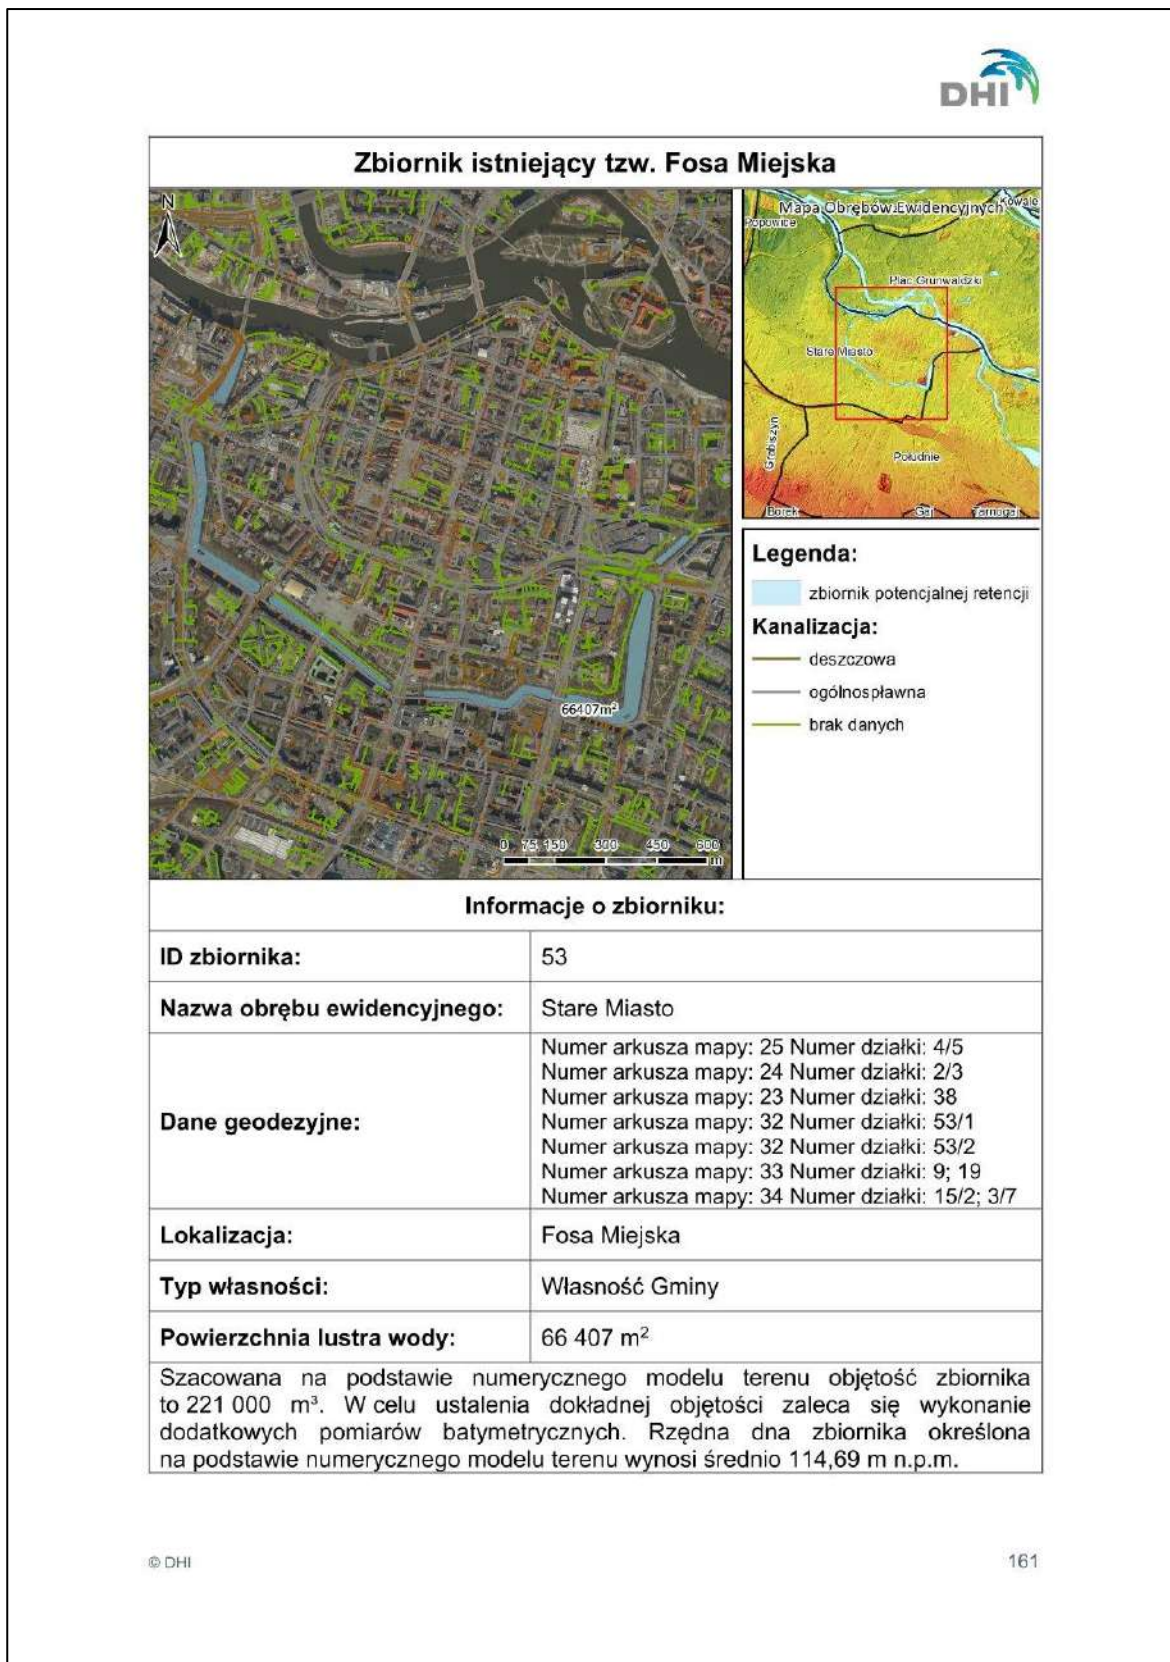 DHI
Zbiornik istniejący tzw. Fosa Miejska
N
66407m²
0 75 150 300 450 600
m
Mapa Obrębów Ewidencyjnych
Kowale
Popowice
Plac Grunwaldzki
Stare Miasto
Grabiszyn
Południe
Borek
Gaj
Tarnogaj
Legenda:
zbiornik potencjalnej retencji
Kanalizacja:
deszczowa
ogólnospławna
brak danych
Informacje o zbiorniku:
ID zbiornika: 53
Nazwa obrębu ewidencyjnego: Stare Miasto
Dane geodezyjne:
Numer arkusza mapy: 25 Numer działki: 4/5
Numer arkusza mapy: 24 Numer działki: 2/3
Numer arkusza mapy: 23 Numer działki: 38
Numer arkusza mapy: 32 Numer działki: 53/1
Numer arkusza mapy: 32 Numer działki: 53/2
Numer arkusza mapy: 33 Numer działki: 9; 19
Numer arkusza mapy: 34 Numer działki: 15/2; 3/7
Lokalizacja: Fosa Miejska
Typ własności: Własność Gminy
Powierzchnia lustra wody: 66 407 m²
Szacowana na podstawie numerycznego modelu terenu objętość zbiornika
to 221 000 m³. W celu ustalenia dokładnej objętości zaleca się wykonanie
dodatkowych pomiarów batymetrycznych. Rzędna dna zbiornika określona
na podstawie numerycznego modelu terenu wynosi średnio 114,69 m n.p.m.
© DHI
161